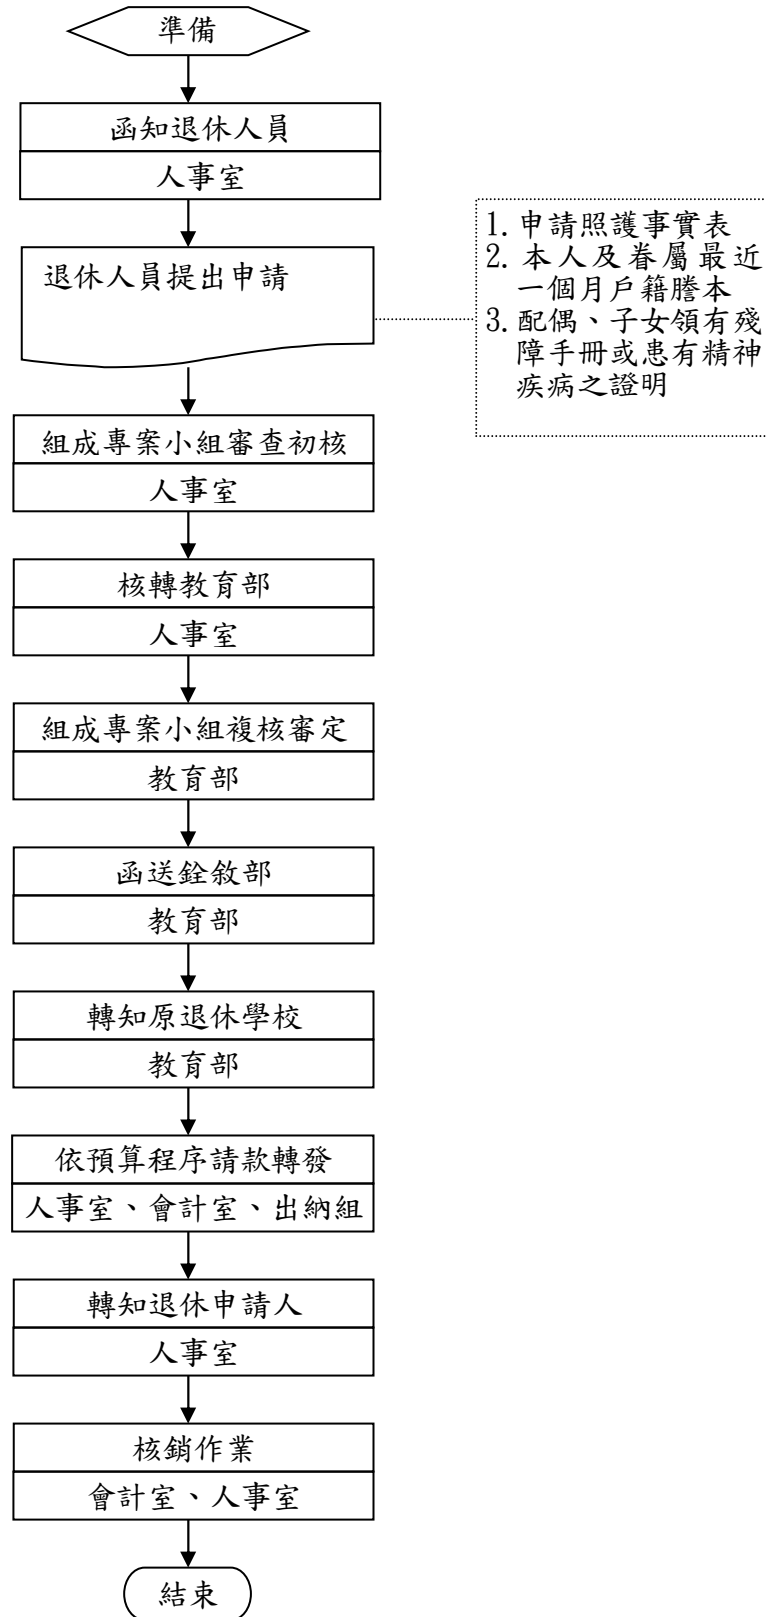 準備
函知退休人員
人事室
退休人員提出申請
1.申請照護事實表
2.本人及眷屬最近
一個月戶籍謄本
3.配偶、子女領有殘
障手冊或患有精神
疾病之證明
組成專案小組審查初核
人事室
核轉教育部
人事室
組成專案小組複核審定
教育部
函送銓敘部
教育部
轉知原退休學校
教育部
依預算程序請款轉發
人事室、會計室、出納組
轉知退休申請人
人事室
核銷作業
會計室、人事室
結束